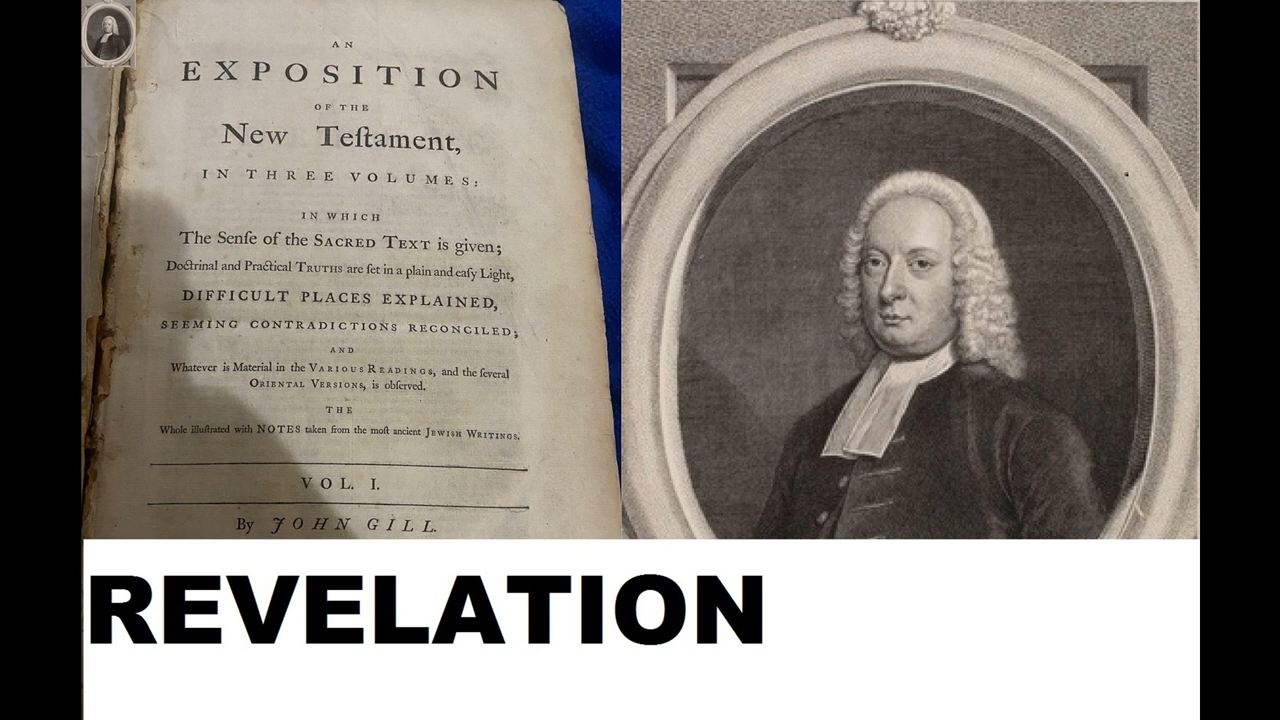 AN
EXPOSITION
OF THE
New Teſtament,
IN THREE VOLUMES:
IN WHICH
The Senſe of the SACRED TEXT is given;
Doctrinal and Practical TRUTHS are ſet in a plain and eaſy Light,
DIFFICULT PLACES EXPLAINED,
SEEMING CONTRADICTIONS RECONCILED;
AND
Whatever is Material in the VARIOUS READINGS, and the ſeveral
ORIENTAL VERSIONS, is obſerved.
THE
Whole illuſtrated with NOTES taken from the moſt ancient JEWISH WRITINGS.
VOL. I.
By JOHN GILL.
REVELATION